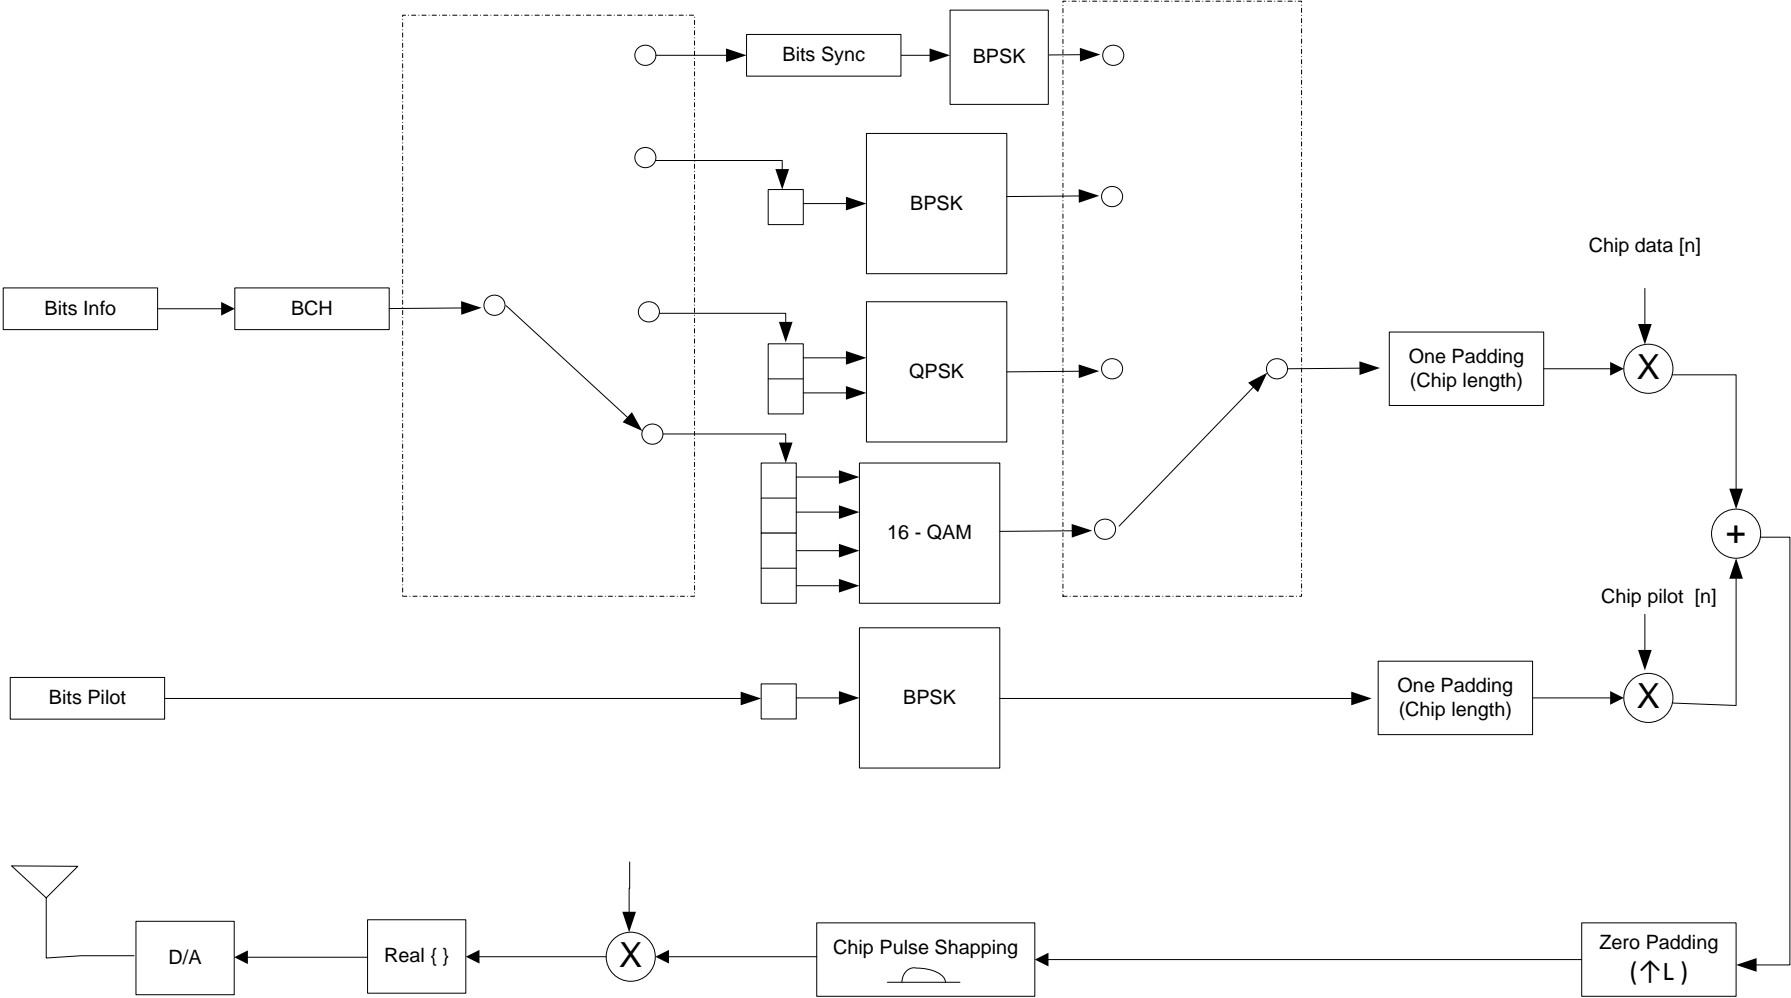 Bits Sync
BPSK
BPSK
Chip data [n]
Bits Info
BCH
QPSK
One Padding
(Chip length)
X
16 - QAM
+
Chip pilot [n]
Bits Pilot
BPSK
One Padding
(Chip length)
X
D/A
Real { }
X
Chip Pulse Shapping
Zero Padding
(↑L )